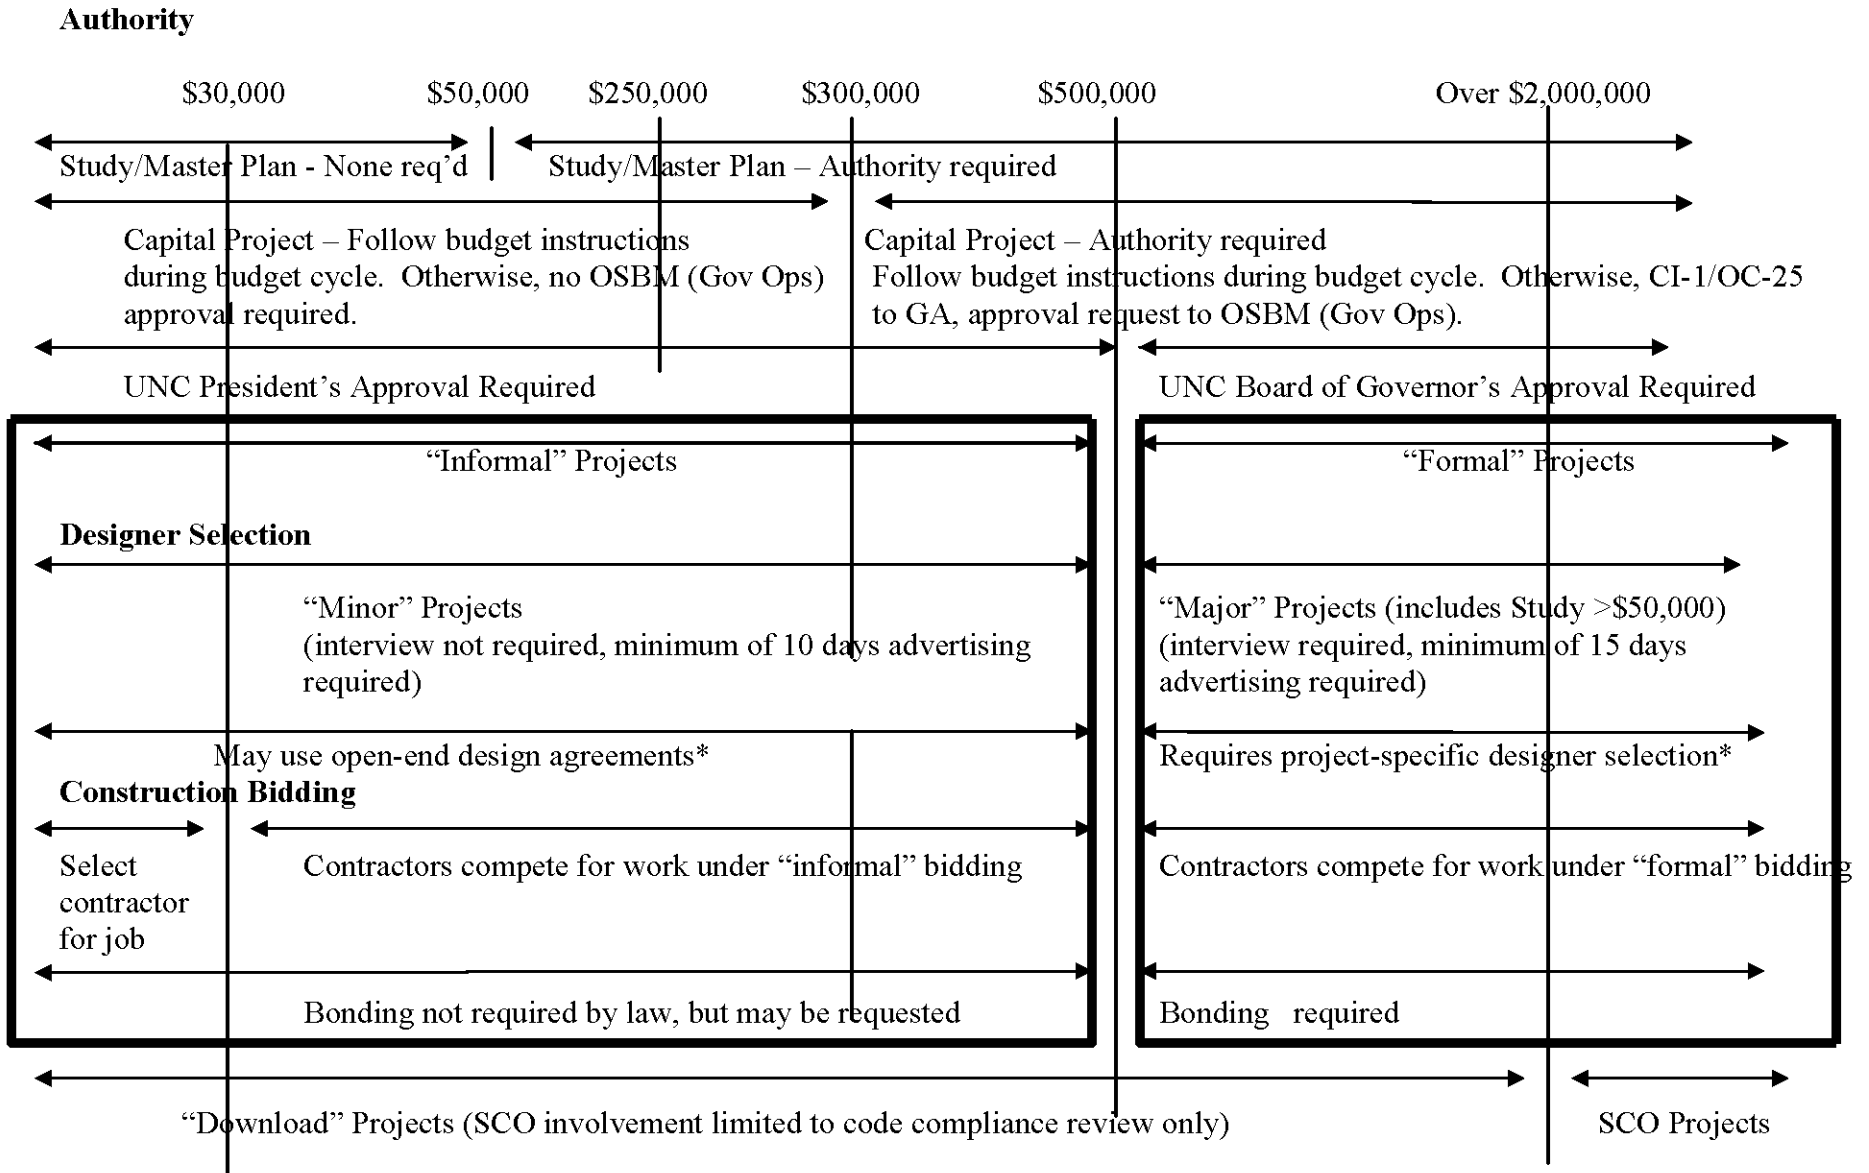 Authority
$30,000 $50,000 $250,000 $300,000 $500,000 Over $2,000,000
Study/Master Plan - None req’d
Study/Master Plan – Authority required
Capital Project – Follow budget instructions
during budget cycle. Otherwise, no OSBM (Gov Ops)
approval required.
Capital Project – Authority required
Follow budget instructions during budget cycle. Otherwise, CI-1/OC-25
to GA, approval request to OSBM (Gov Ops).
UNC President’s Approval Required
UNC Board of Governor’s Approval Required
“Informal” Projects
“Formal” Projects
Designer Selection
“Minor” Projects
(interview not required, minimum of 10 days advertising
required)
“Major” Projects (includes Study >$50,000)
(interview required, minimum of 15 days
advertising required)
May use open-end design agreements*
Requires project-specific designer selection*
Construction Bidding
Select
contractor
for job
Contractors compete for work under “informal” bidding
Contractors compete for work under “formal” bidding
Bonding not required by law, but may be requested
Bonding required
“Download” Projects (SCO involvement limited to code compliance review only)
SCO Projects